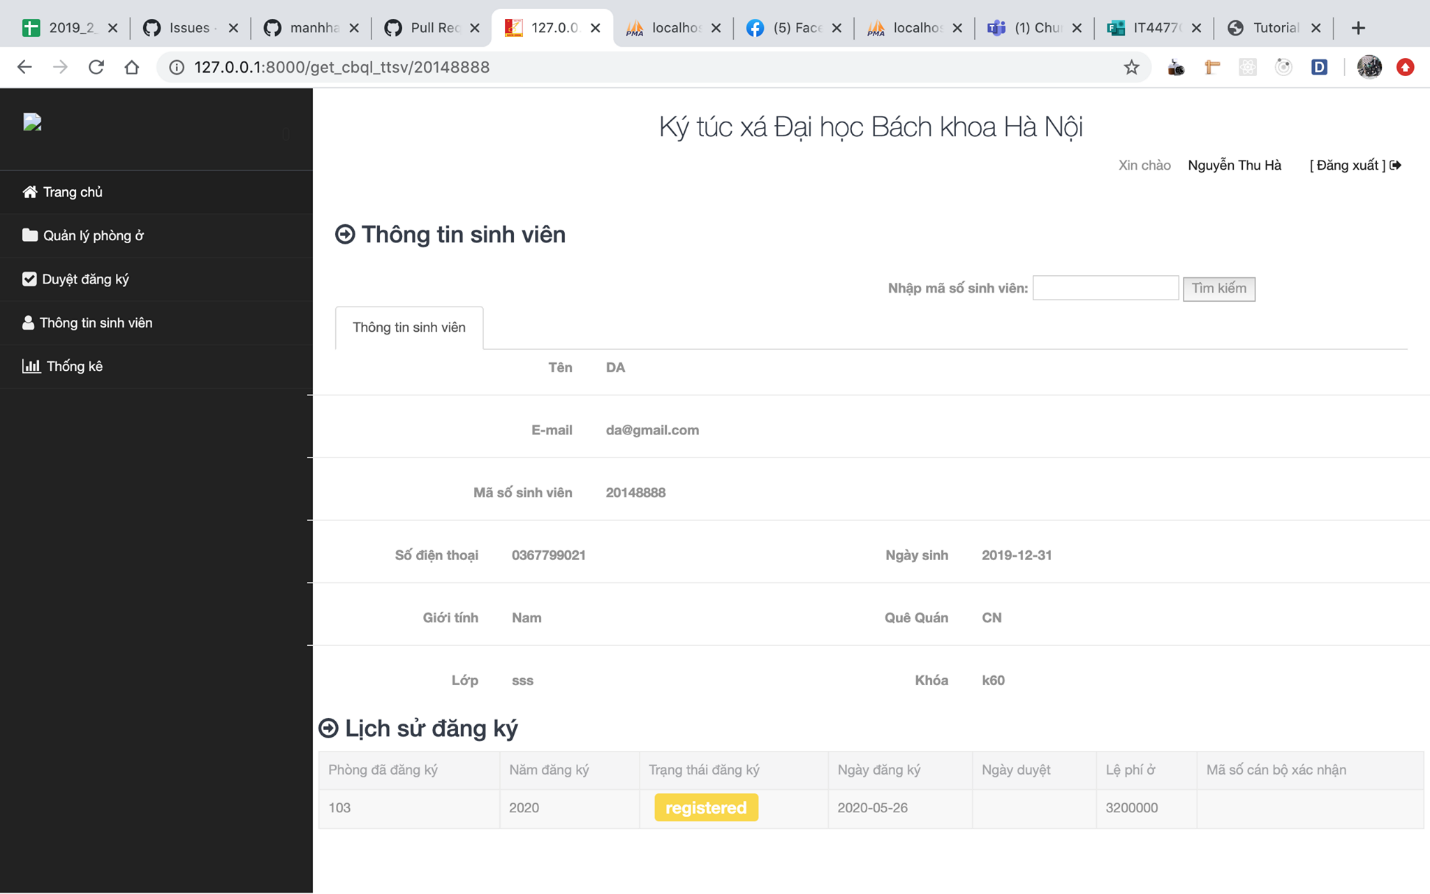 2019_2_
Issues ·
manhha
Pull Req
127.0.0.
localhos
(5) Face
localhos
(1) Chu
IT4477
Tutorial
127.0.0.1:8000/get_cbql_ttsv/20148888
Ký túc xá Đại học Bách khoa Hà Nội
Xin chào Nguyễn Thu Hà [ Đăng xuất ]
Trang chủ
Quản lý phòng ở
Duyệt đăng ký
Thông tin sinh viên
Thống kê
Thông tin sinh viên
Nhập mã số sinh viên: Tìm kiếm
Thông tin sinh viên
Tên DA
E-mail da@gmail.com
Mã số sinh viên 20148888
Số điện thoại 0367799021 Ngày sinh 2019-12-31
Giới tính Nam Quê Quán CN
Lớp sss Khóa k60
Lịch sử đăng ký
Phòng đã đăng ký Năm đăng ký Trạng thái đăng ký Ngày đăng ký Ngày duyệt Lệ phí ở Mã số cán bộ xác nhận
103 2020 registered 2020-05-26 3200000